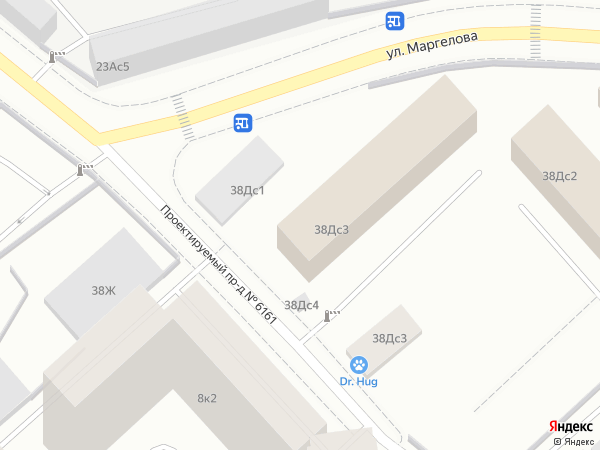 ул. Маргелова
23Ас5
38Дс1
38Дс2
Проектируемый пр-д № 6161
38Дс3
38Ж
38Дс4
38Дс3
Dr. Hug
8к2
Яндекс
© Яндекс